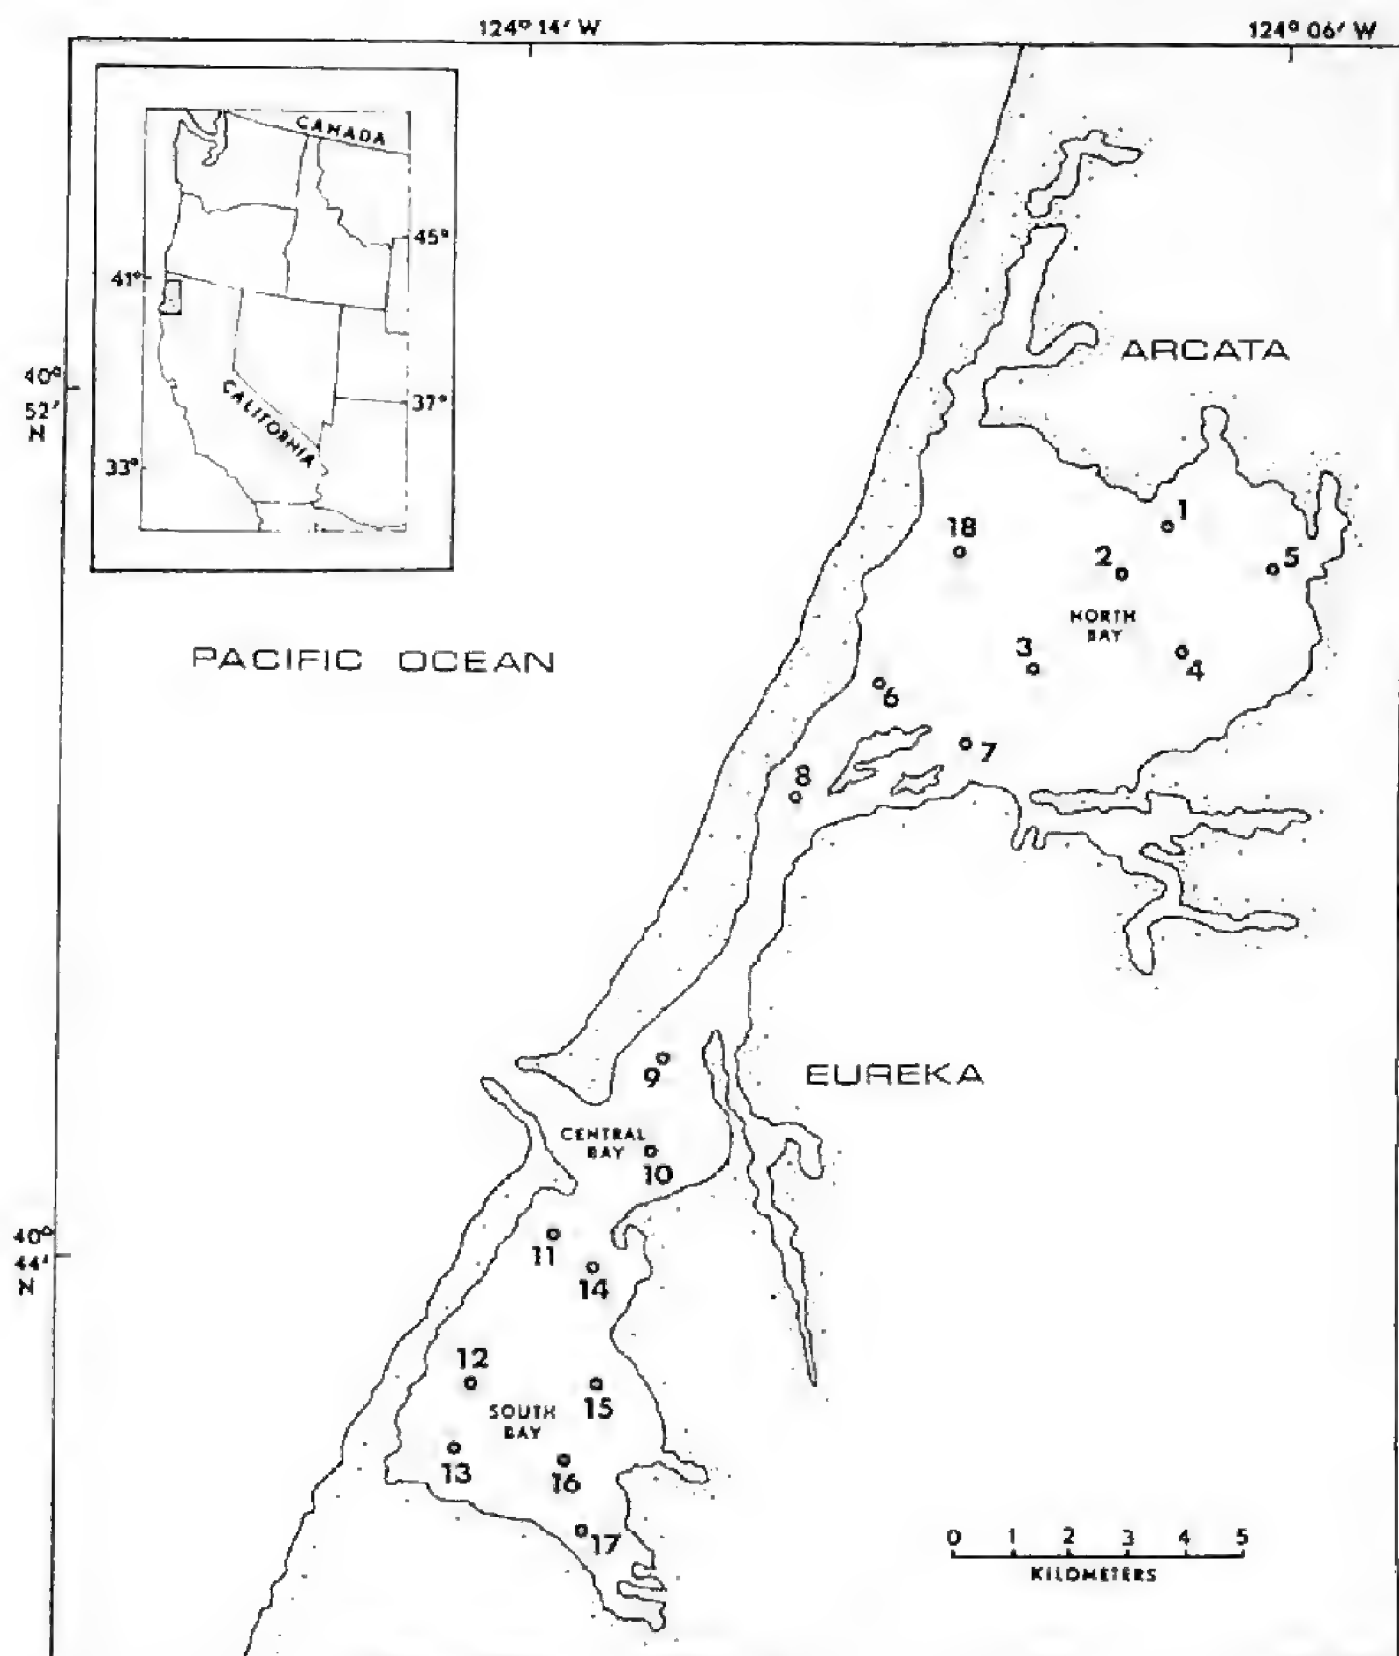 124° 14′ W
124° 06′ W
CANADA
45°
41°
CALIFORNIA
37°
33°
40°
52′
N
ARCATA
PACIFIC OCEAN
1
18
2
5
NORTH
BAY
3
4
6
7
8
9
EUREKA
CENTRAL
BAY
10
40°
44′
N
11
14
12
15
SOUTH
BAY
13
16
17
0 1 2 3 4 5
KILOMETERS